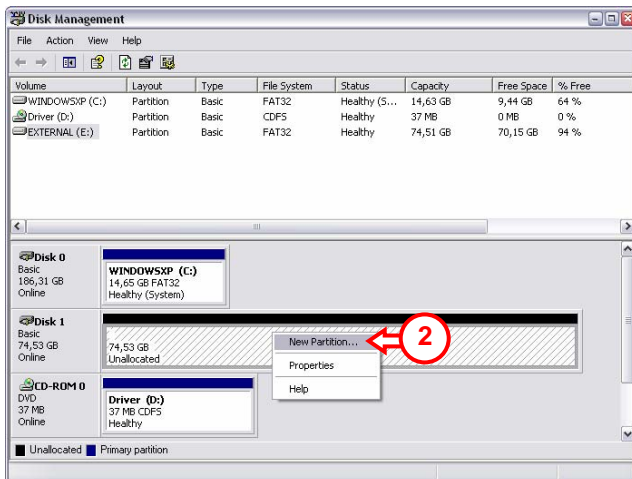 Disk Management
File Action View Help
Volume Layout Type File System Status Capacity Free Space % Free
WINDOWSXP (C:) Partition Basic FAT32 Healthy (S... 14,63 GB 9,44 GB 64 %
Driver (D:) Partition Basic CDFS Healthy 37 MB 0 MB 0 %
EXTERNAL (E:) Partition Basic FAT32 Healthy 74,51 GB 70,15 GB 94 %
Disk 0
Basic
186,31 GB
Online
WINDOWSXP (C:)
14,65 GB FAT32
Healthy (System)
Disk 1
Basic
74,53 GB
Online
74,53 GB
Unallocated
New Partition...
Properties
Help
2
CD-ROM 0
DVD
37 MB
Online
Driver (D:)
37 MB CDFS
Healthy
Unallocated Primary partition